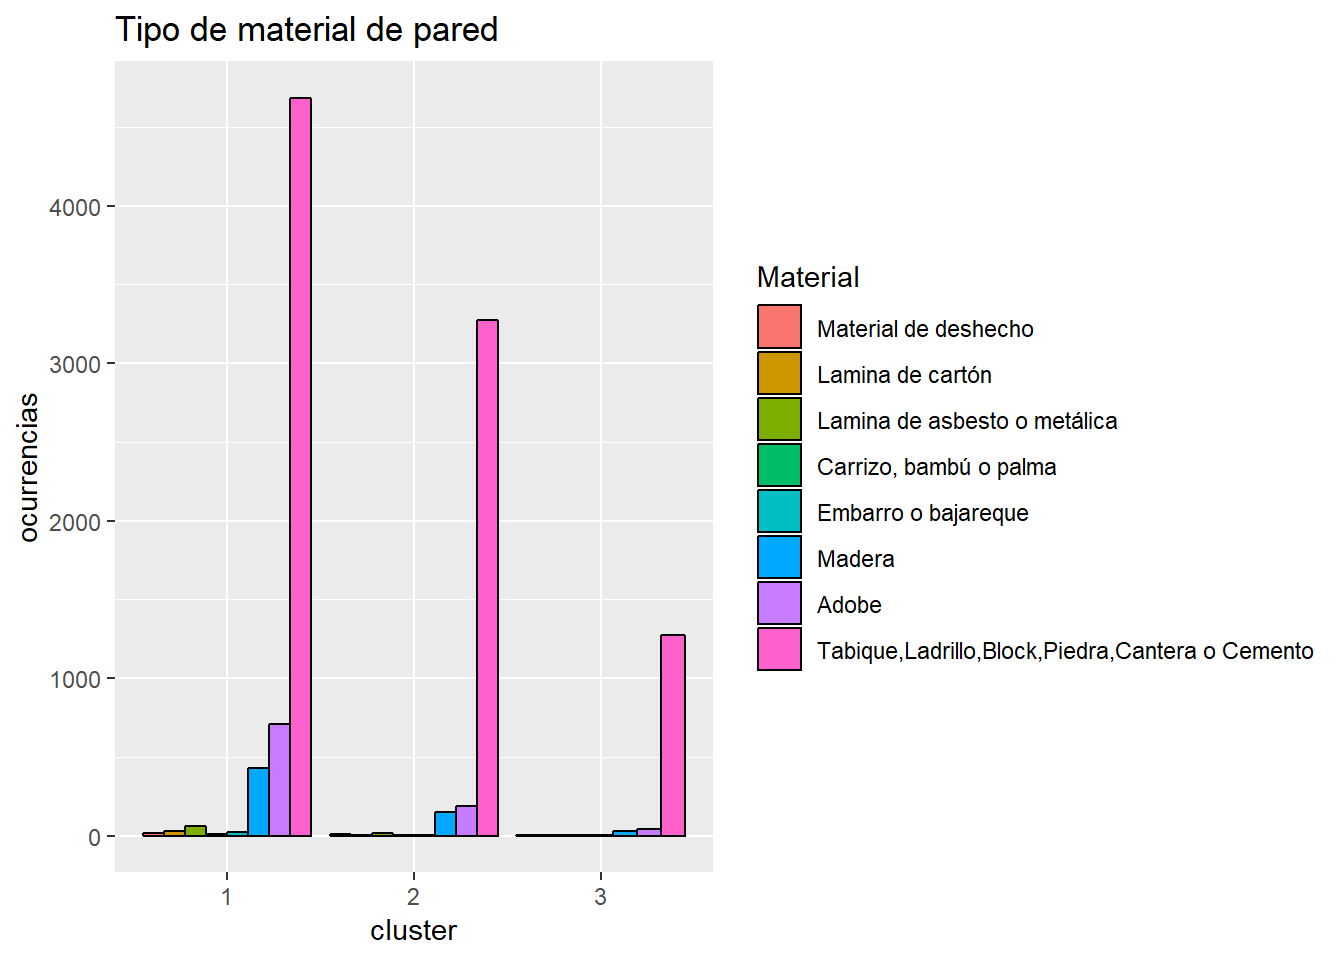 Tipo de material de pared
4000
3000
2000
1000
0
ocurrencias
1 2 3
cluster
Material
Material de deshecho
Lamina de cartón
Lamina de asbesto o metálica
Carrizo, bambú o palma
Embarro o bajareque
Madera
Adobe
Tabique,Ladrillo,Block,Piedra,Cantera o Cemento